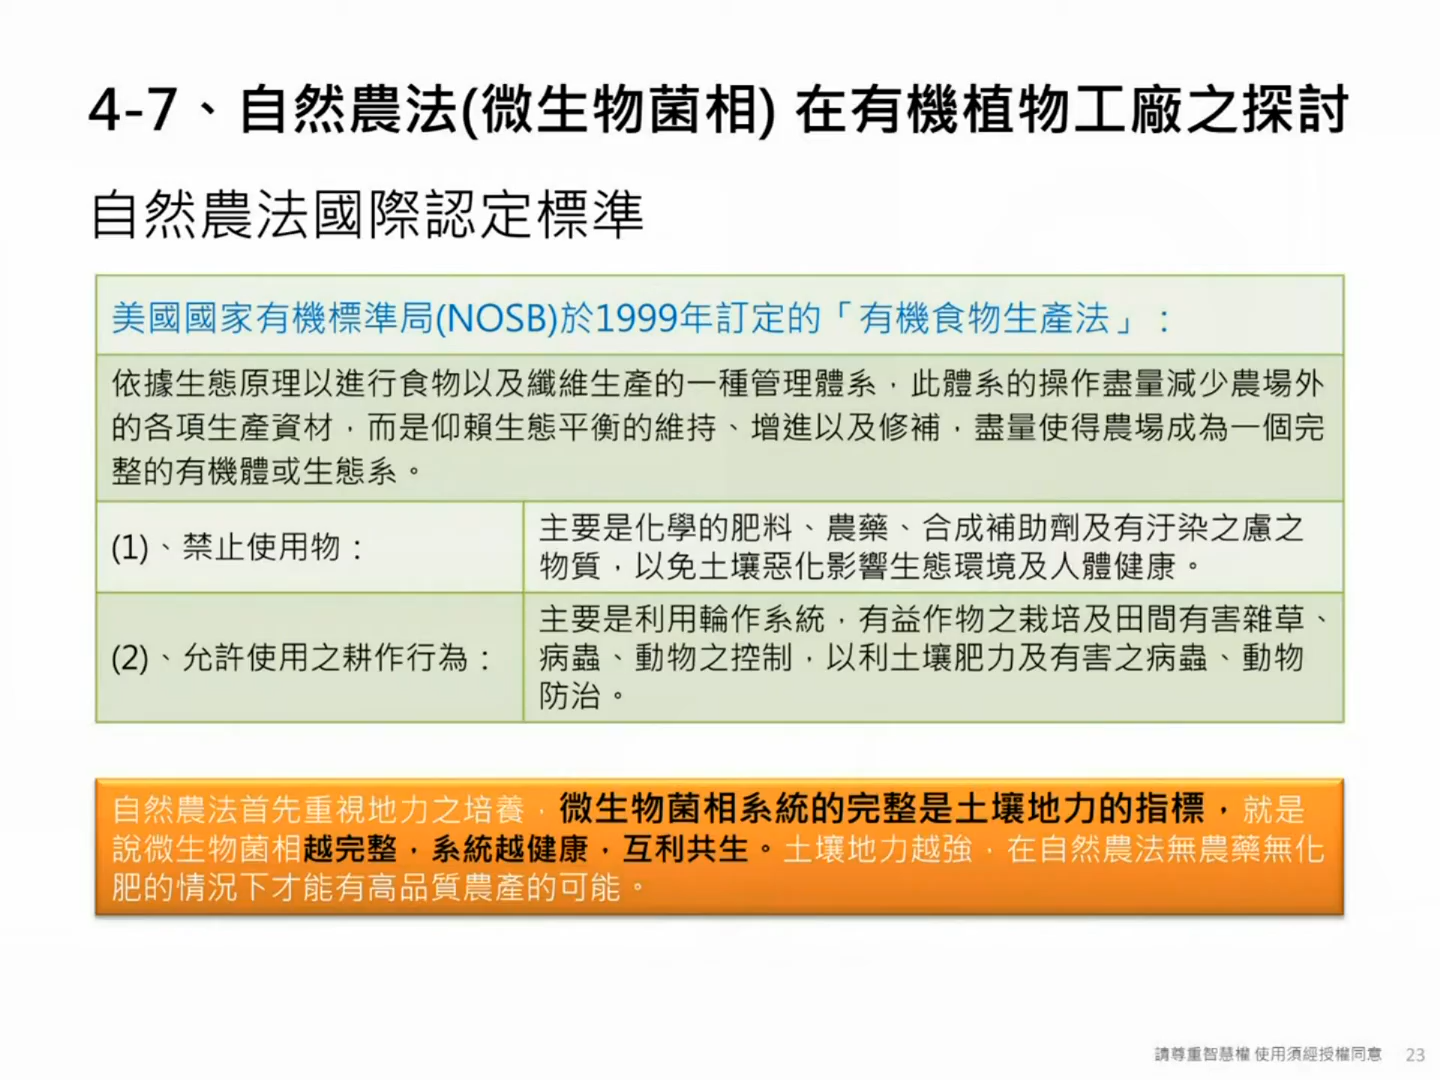 4-7、自然農法(微生物菌相) 在有機植物工廠之探討
自然農法國際認定標準
美國國家有機標準局(NOSB)於1999年訂定的「有機食物生產法」：
依據生態原理以進行食物以及纖維生產的一種管理體系，此體系的操作盡量減少農場外
的各項生產資材，而是仰賴生態平衡的維持、增進以及修補，盡量使得農場成為一個完
整的有機體或生態系。
(1)、禁止使用物：
主要是化學的肥料、農藥、合成補助劑及有汙染之慮之
物質，以免土壤惡化影響生態環境及人體健康。
(2)、允許使用之耕作行為：
主要是利用輪作系統，有益作物之栽培及田間有害雜草、
病蟲、動物之控制，以利土壤肥力及有害之病蟲、動物
防治。
自然農法首先重視地力之培養，微生物菌相系統的完整是土壤地力的指標，就是
說微生物菌相越完整，系統越健康，互利共生。土壤地力越強，在自然農法無農藥無化
肥的情況下才能有高品質農產的可能。
請尊重智慧權 使用須經授權同意 23